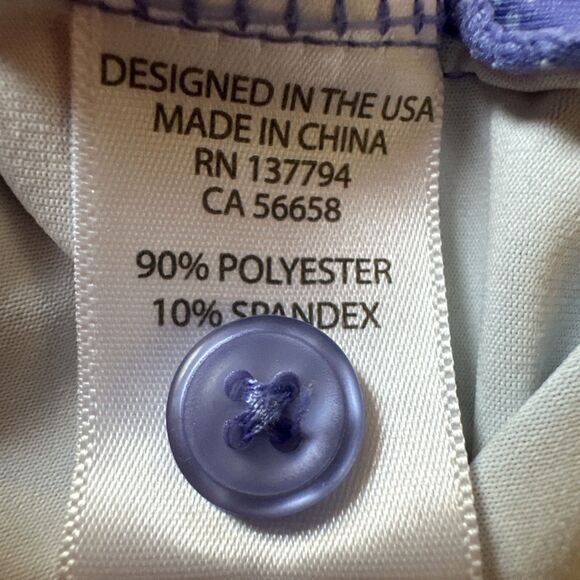 DESIGNED IN THE USA
MADE IN CHINA
RN 137794
CA 56658
90% POLYESTER
10% SPANDEX